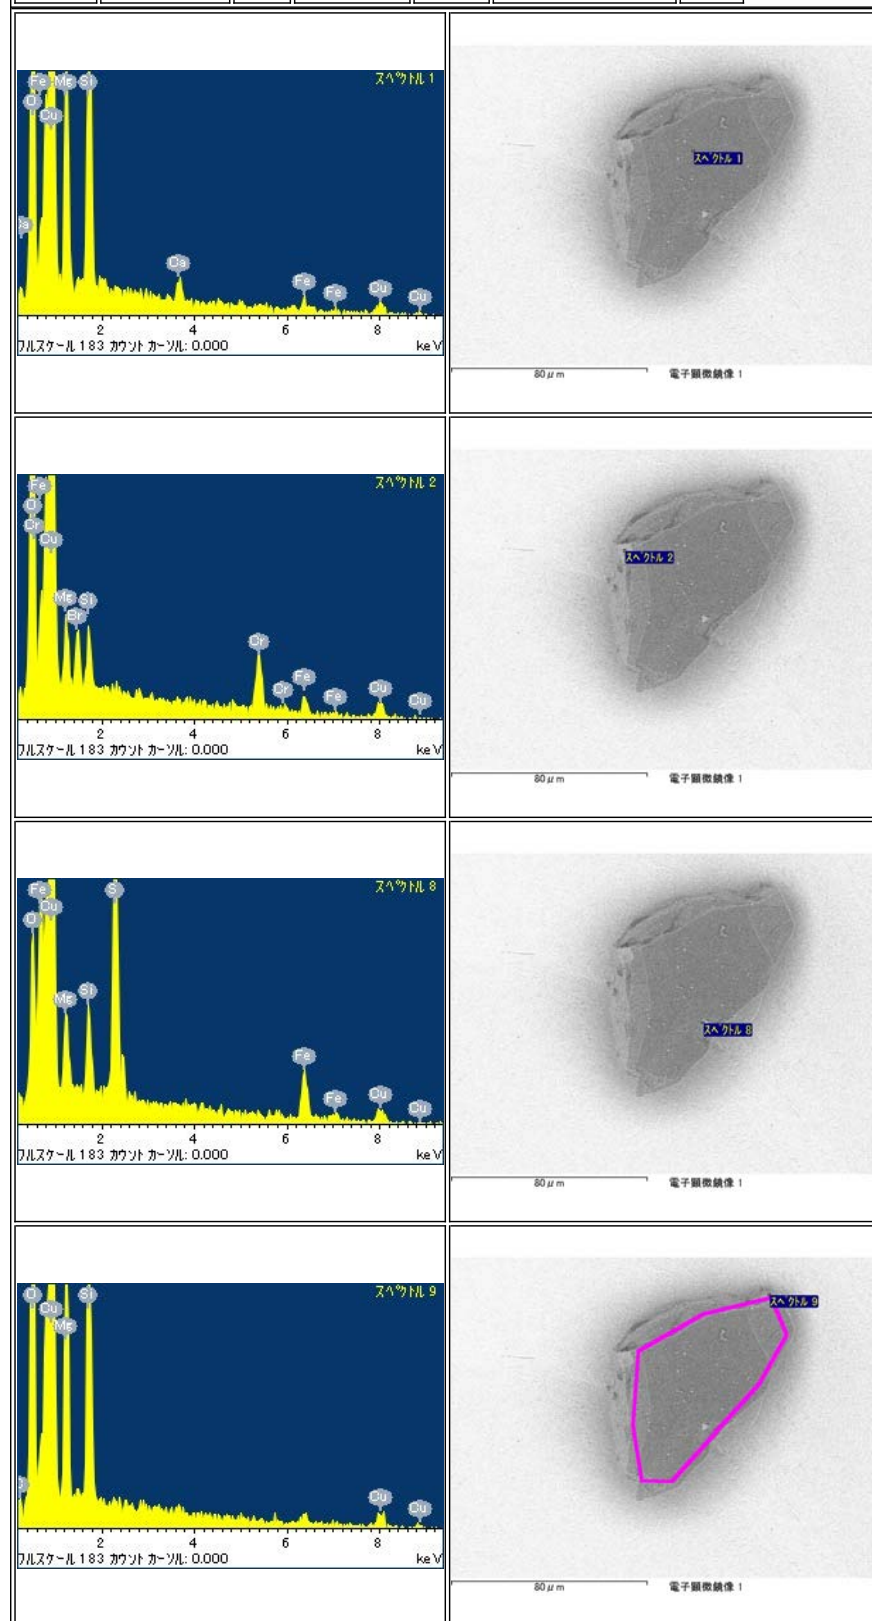 スペクトル 1
Fe Mg Si
O
Cu
Ca
Ca
Fe Fe Cu Cu
2 4 6 8
フルスケール 183 カウント カーソル: 0.000 keV
スペクトル 1
80μm 電子顕微鏡像 1
スペクトル 2
Fe
O
Cr
Cu
Mg Si
Br
Cr
Cr Fe Fe Cu Cu
2 4 6 8
フルスケール 183 カウント カーソル: 0.000 keV
スペクトル 2
80μm 電子顕微鏡像 1
スペクトル 8
Fe S
Cu
O
Mg Si
Fe Fe Cu Cu
2 4 6 8
フルスケール 183 カウント カーソル: 0.000 keV
スペクトル 8
80μm 電子顕微鏡像 1
スペクトル 9
O Si
Cu
Mg
Cu Cu
2 4 6 8
フルスケール 183 カウント カーソル: 0.000 keV
スペクトル 9
80μm 電子顕微鏡像 1